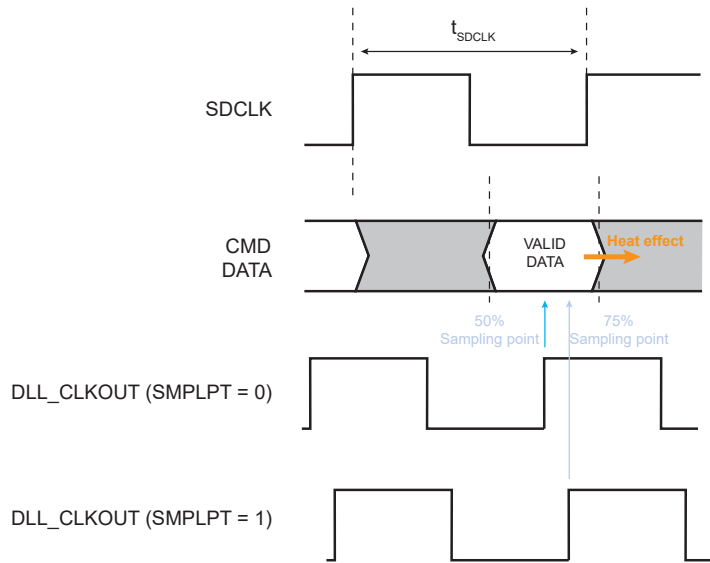 tSDCLK
SDCLK
CMD
DATA
VALID
DATA
Heat effect
50%
Sampling point
75%
Sampling point
DLL_CLKOUT (SMPLPT = 0)
DLL_CLKOUT (SMPLPT = 1)